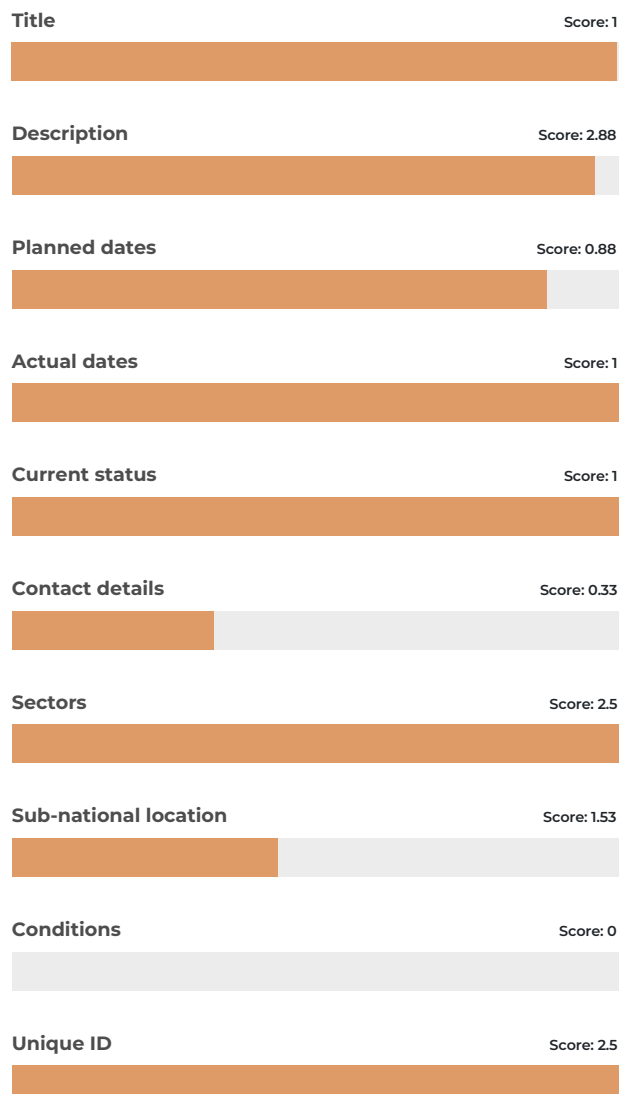 Title Score: 1
Description Score: 2.88
Planned dates Score: 0.88
Actual dates Score: 1
Current status Score: 1
Contact details Score: 0.33
Sectors Score: 2.5
Sub-national location Score: 1.53
Conditions Score: 0
Unique ID Score: 2.5